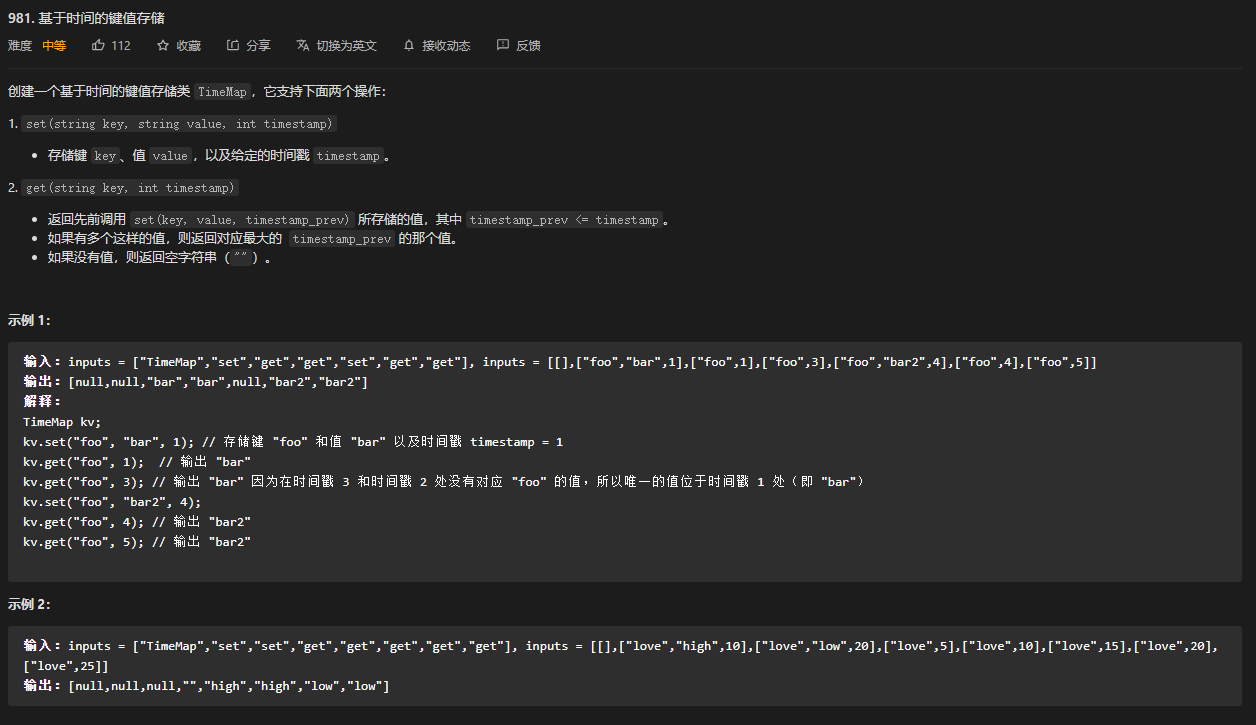 981. 基于时间的键值存储
难度 中等 112 收藏 分享 切换为英文 接收动态 反馈
创建一个基于时间的键值存储类 TimeMap，它支持下面两个操作：
1. set(string key, string value, int timestamp)
• 存储键 key、值 value，以及给定的时间戳 timestamp。
2. get(string key, int timestamp)
• 返回先前调用 set(key, value, timestamp_prev) 所存储的值，其中 timestamp_prev <= timestamp。
• 如果有多个这样的值，则返回对应最大的 timestamp_prev 的那个值。
• 如果没有值，则返回空字符串（""）。
示例 1：
输入：inputs = ["TimeMap","set","get","get","set","get","get"], inputs = [[],["foo","bar",1],["foo",1],["foo",3],["foo","bar2",4],["foo",4],["foo",5]]
输出：[null,null,"bar","bar",null,"bar2","bar2"]
解释：
TimeMap kv;
kv.set("foo", "bar", 1); // 存储键 "foo" 和值 "bar" 以及时间戳 timestamp = 1
kv.get("foo", 1);  // 输出 "bar"
kv.get("foo", 3); // 输出 "bar" 因为在时间戳 3 和时间戳 2 处没有对应 "foo" 的值，所以唯一的值位于时间戳 1 处（即 "bar"）
kv.set("foo", "bar2", 4);
kv.get("foo", 4); // 输出 "bar2"
kv.get("foo", 5); // 输出 "bar2"
示例 2：
输入：inputs = ["TimeMap","set","set","get","get","get","get","get"], inputs = [[],["love","high",10],["love","low",20],["love",5],["love",10],["love",15],["love",20],
["love",25]]
输出：[null,null,null,"","high","high","low","low"]